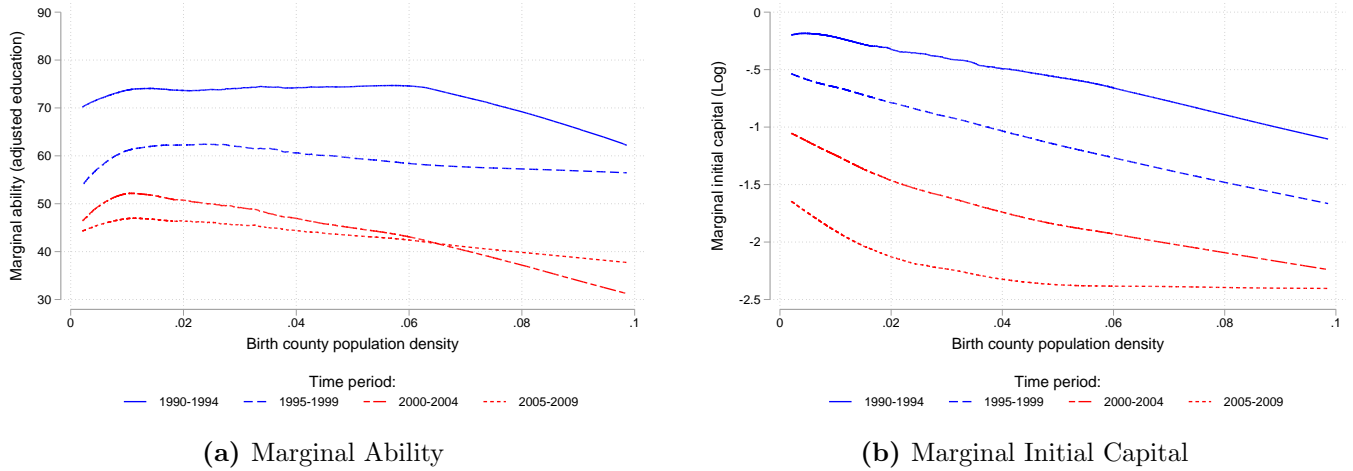 90
80
70
60
50
40
30
Marginal ability (adjusted education)
0 .02 .04 .06 .08 .1
Birth county population density
Time period:
1990-1994 1995-1999 2000-2004 2005-2009
(a) Marginal Ability
0
-.5
-1
-1.5
-2
-2.5
Marginal initial capital (Log)
0 .02 .04 .06 .08 .1
Birth county population density
Time period:
1990-1994 1995-1999 2000-2004 2005-2009
(b) Marginal Initial Capital